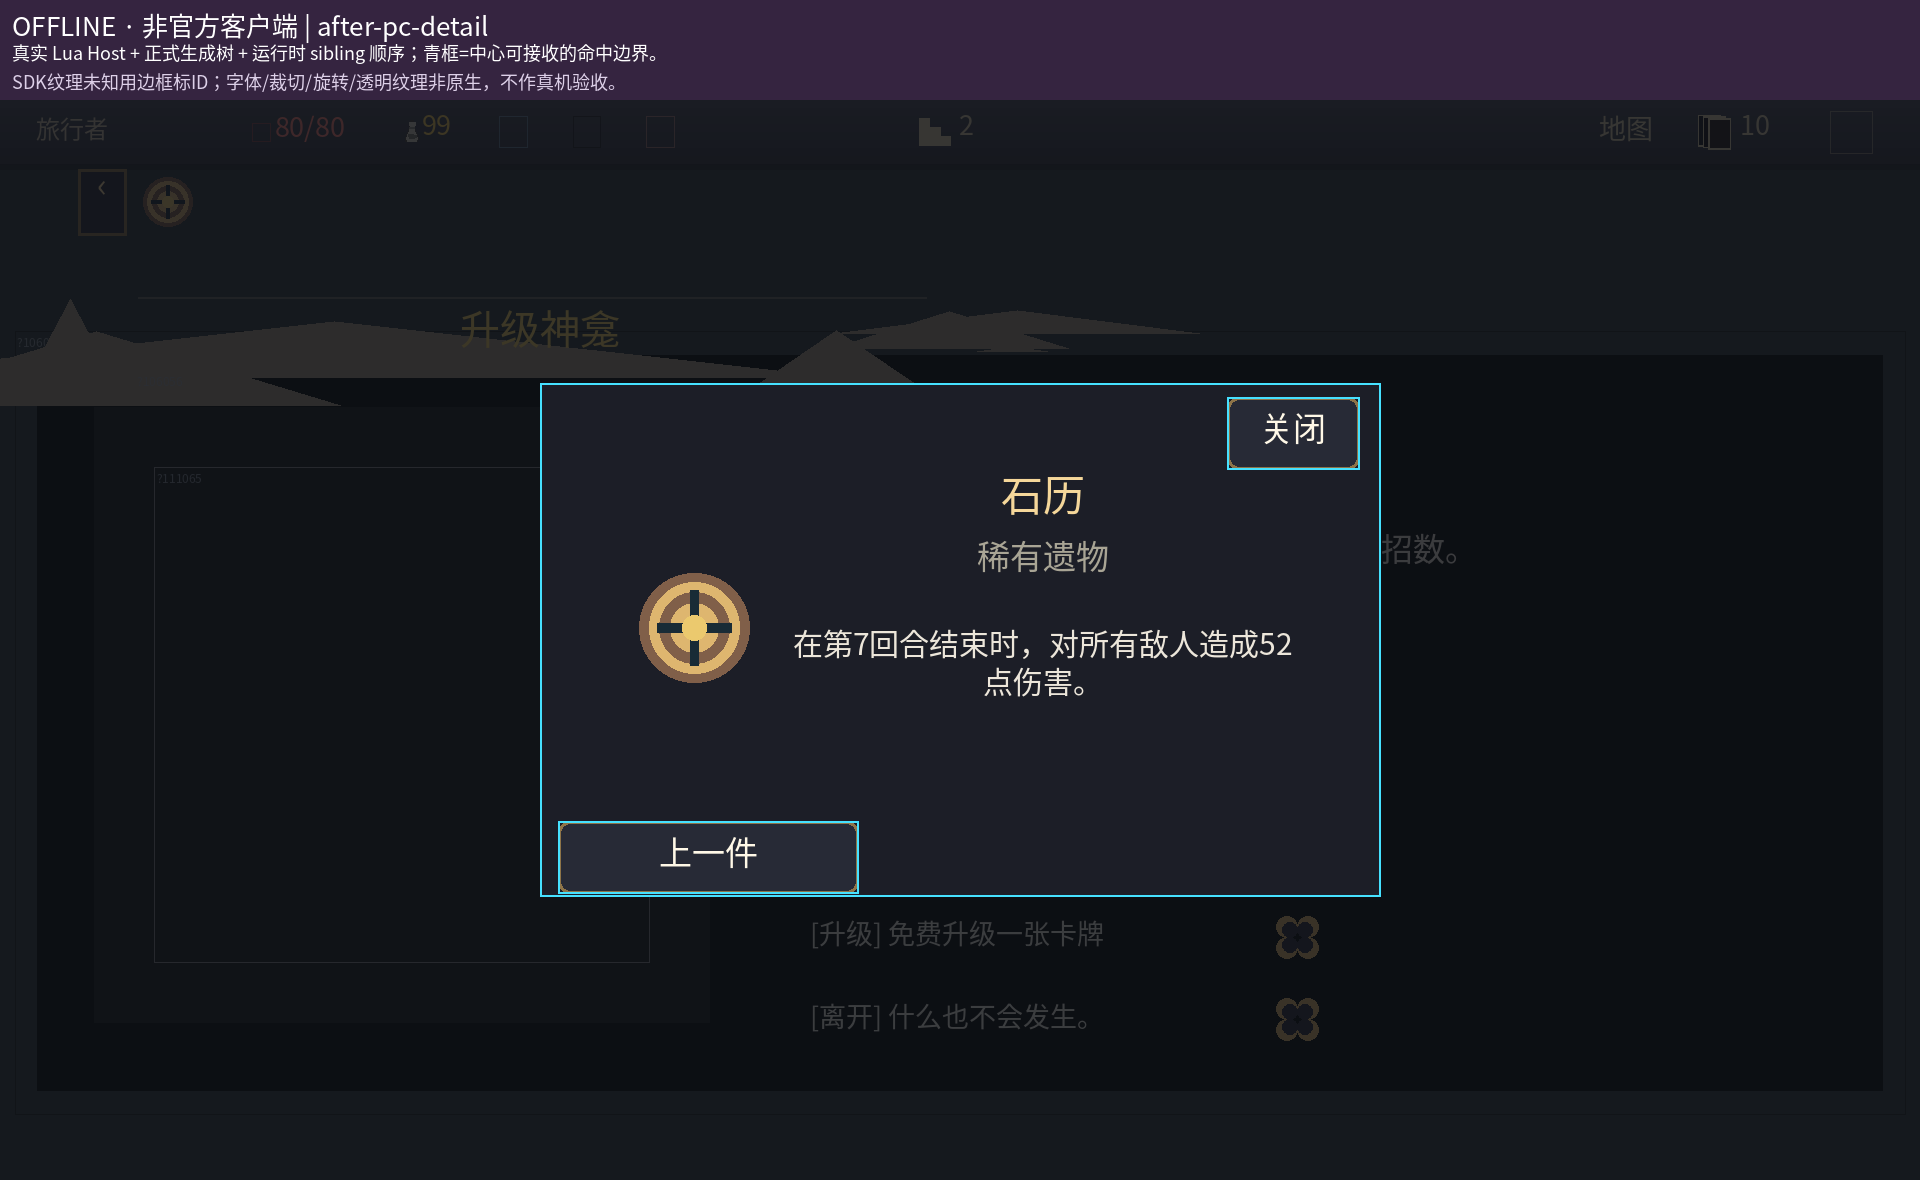 OFFLINE · 非官方客户端 | after-pc-detail
真实 Lua Host + 正式生成树 + 运行时 sibling 顺序；青框=中心可接收的命中边界。
SDK纹理未知用边框标ID；字体/裁切/旋转/透明纹理非原生，不作真机验收。
旅行者 80/80 99 2 地图 10
‹
升级神龛
?1060
关闭
?111065
石历
招数。
稀有遗物
在第7回合结束时，对所有敌人造成52
点伤害。
上一件
[升级] 免费升级一张卡牌
[离开] 什么也不会发生。